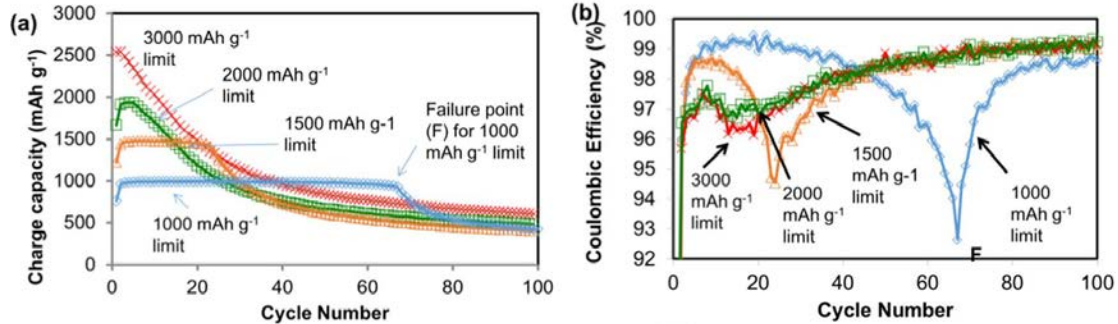 (a)
3000
2500
2000
1500
1000
500
0
Charge capacity (mAh g⁻¹)
3000 mAh g⁻¹
limit
2000 mAh g⁻¹
limit
1500 mAh g-1
limit
Failure point
(F) for 1000
mAh g⁻¹ limit
1000 mAh g⁻¹
limit
0 20 40 60 80 100
Cycle Number
(b)
100
99
98
97
96
95
94
93
92
Coulombic Efficiency (%)
3000
mAh g⁻¹
limit
2000
mAh g⁻¹
limit
1500
mAh g-1
limit
1000
mAh g⁻¹
limit
F
0 20 40 60 80 100
Cycle Number